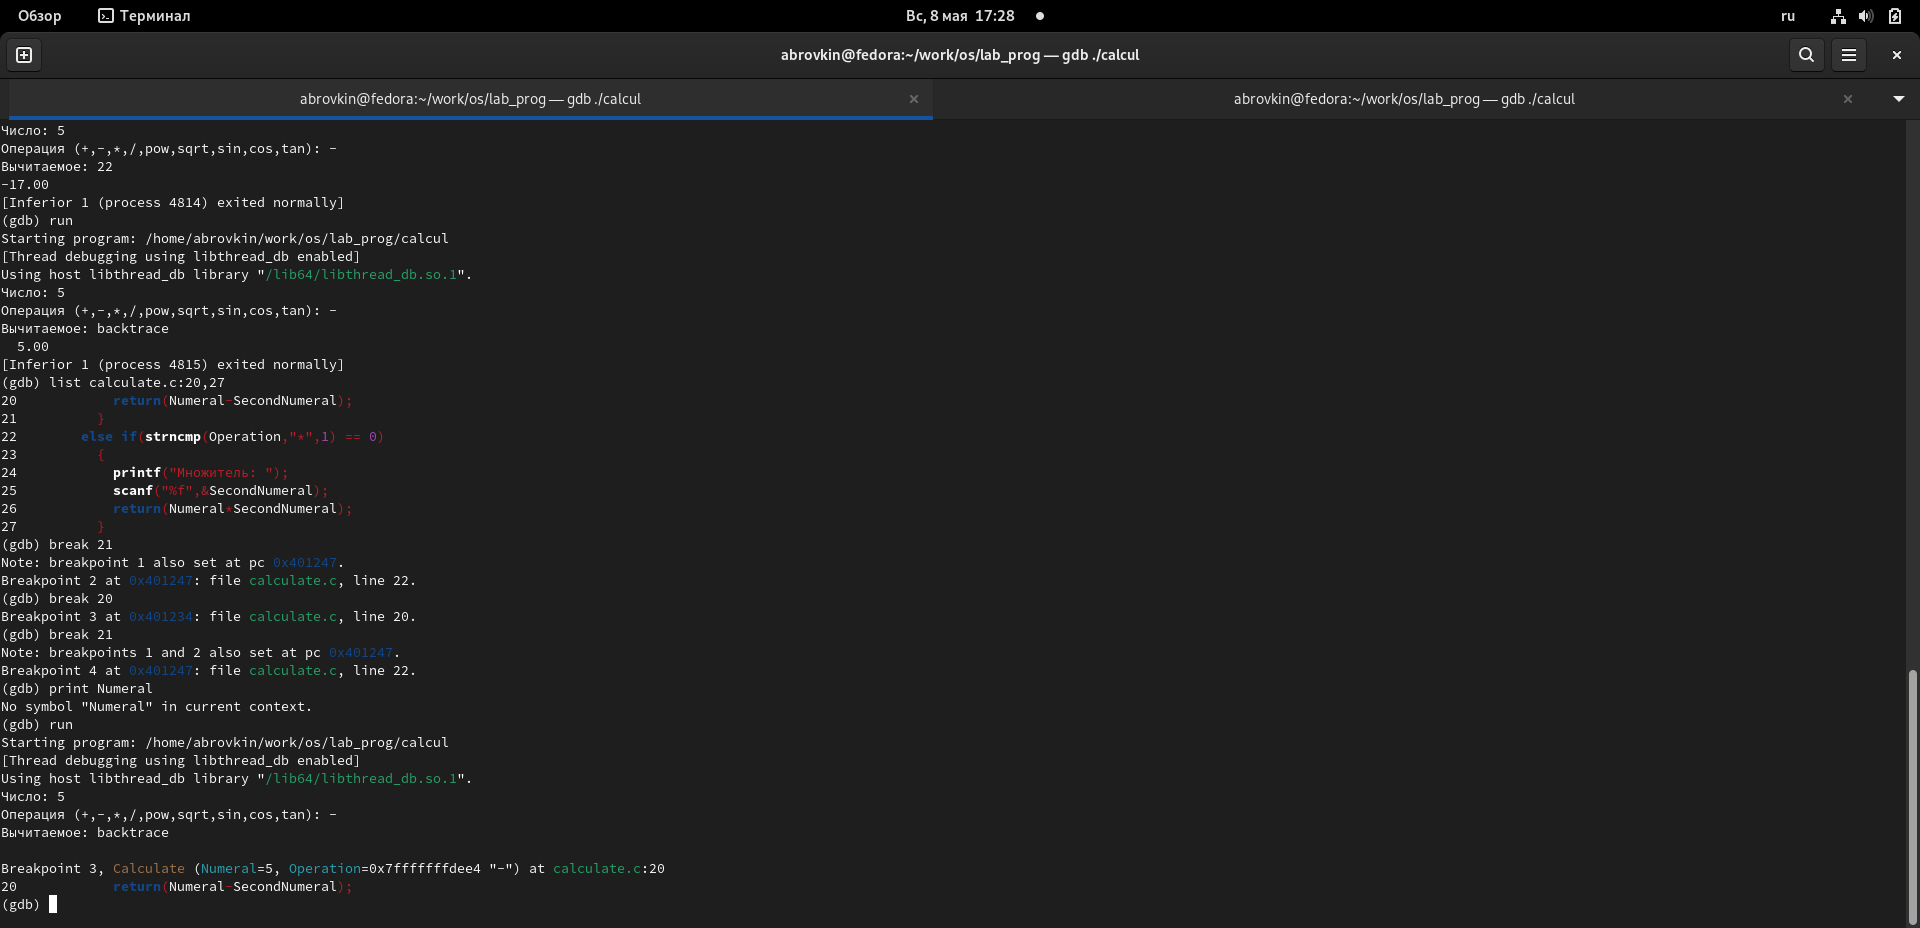 Обзор
Терминал
Вс, 8 мая 17:28
ru
abrovkin@fedora:~/work/os/lab_prog — gdb ./calcul
abrovkin@fedora:~/work/os/lab_prog — gdb ./calcul
abrovkin@fedora:~/work/os/lab_prog — gdb ./calcul
Число: 5
Операция (+,-,*,/,pow,sqrt,sin,cos,tan): -
Вычитаемое: 22
-17.00
[Inferior 1 (process 4814) exited normally]
(gdb) run
Starting program: /home/abrovkin/work/os/lab_prog/calcul
[Thread debugging using libthread_db enabled]
Using host libthread_db library "/lib64/libthread_db.so.1".
Число: 5
Операция (+,-,*,/,pow,sqrt,sin,cos,tan): -
Вычитаемое: backtrace
  5.00
[Inferior 1 (process 4815) exited normally]
(gdb) list calculate.c:20,27
20            return(Numeral-SecondNumeral);
21          }
22        else if(strncmp(Operation,"*",1) == 0)
23          {
24            printf("Множитель: ");
25            scanf("%f",&SecondNumeral);
26            return(Numeral*SecondNumeral);
27          }
(gdb) break 21
Note: breakpoint 1 also set at pc 0x401247.
Breakpoint 2 at 0x401247: file calculate.c, line 22.
(gdb) break 20
Breakpoint 3 at 0x401234: file calculate.c, line 20.
(gdb) break 21
Note: breakpoints 1 and 2 also set at pc 0x401247.
Breakpoint 4 at 0x401247: file calculate.c, line 22.
(gdb) print Numeral
No symbol "Numeral" in current context.
(gdb) run
Starting program: /home/abrovkin/work/os/lab_prog/calcul
[Thread debugging using libthread_db enabled]
Using host libthread_db library "/lib64/libthread_db.so.1".
Число: 5
Операция (+,-,*,/,pow,sqrt,sin,cos,tan): -
Вычитаемое: backtrace
Breakpoint 3, Calculate (Numeral=5, Operation=0x7fffffffdee4 "-") at calculate.c:20
20            return(Numeral-SecondNumeral);
(gdb)